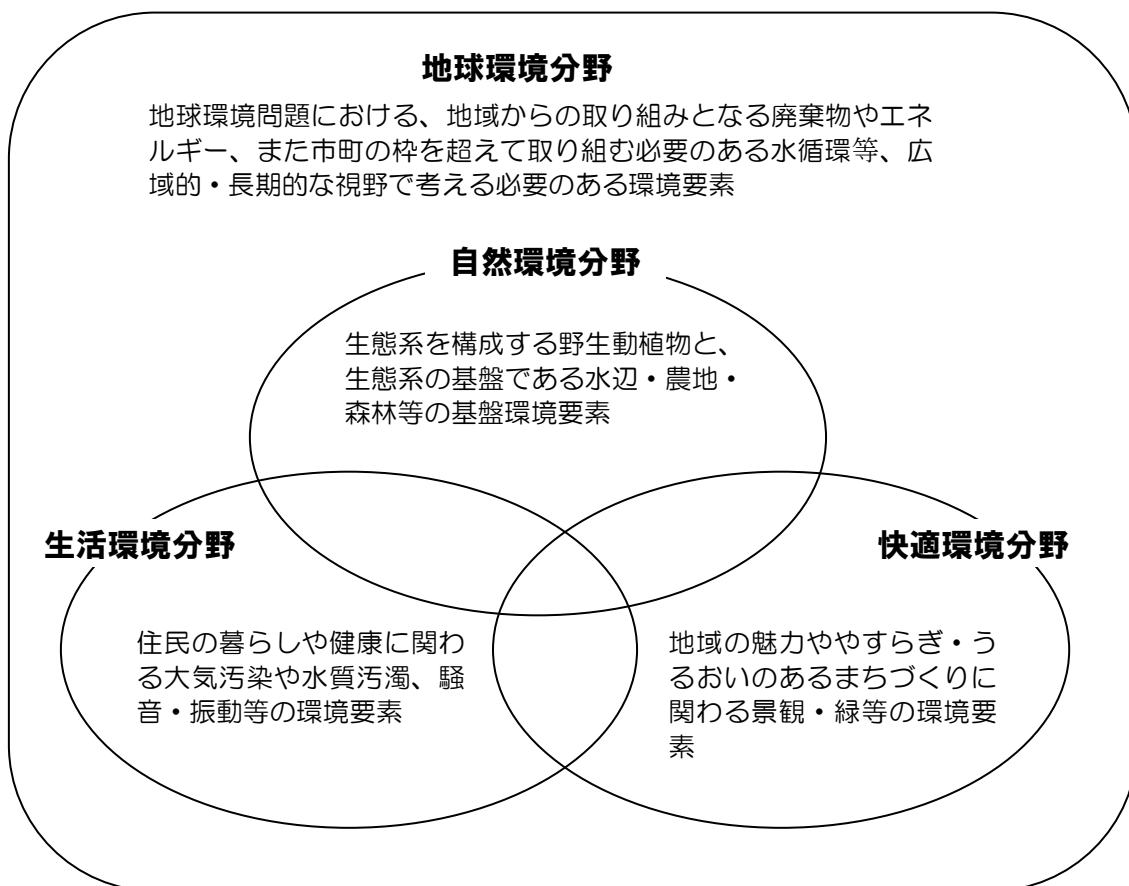 地球環境分野
地球環境問題における、地域からの取り組みとなる廃棄物やエネ
ルギー、また市町の枠を超えて取り組む必要のある水循環等、広
域的・長期的な視野で考える必要のある環境要素
自然環境分野
生態系を構成する野生動植物と、
生態系の基盤である水辺・農地・
森林等の基盤環境要素
生活環境分野
快適環境分野
住民の暮らしや健康に関わ
る大気汚染や水質汚濁、騒
音・振動等の環境要素
地域の魅力ややすらぎ・う
るおいのあるまちづくりに
関わる景観・緑等の環境要
素